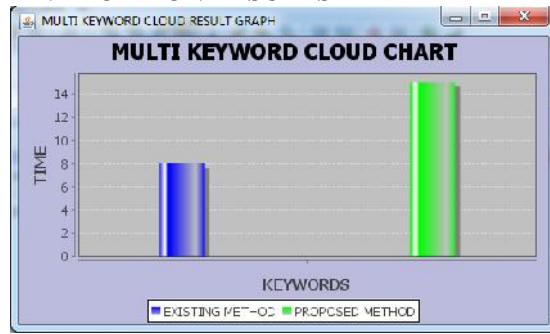 MULTI KEYWORD CLOUD RESULT GRAPH
MULTI KEYWORD CLOUD CHART
14
12
10
8
6
4
2
0
TIME
KEYWORDS
EXISTING METHOD PROPOSED METHOD